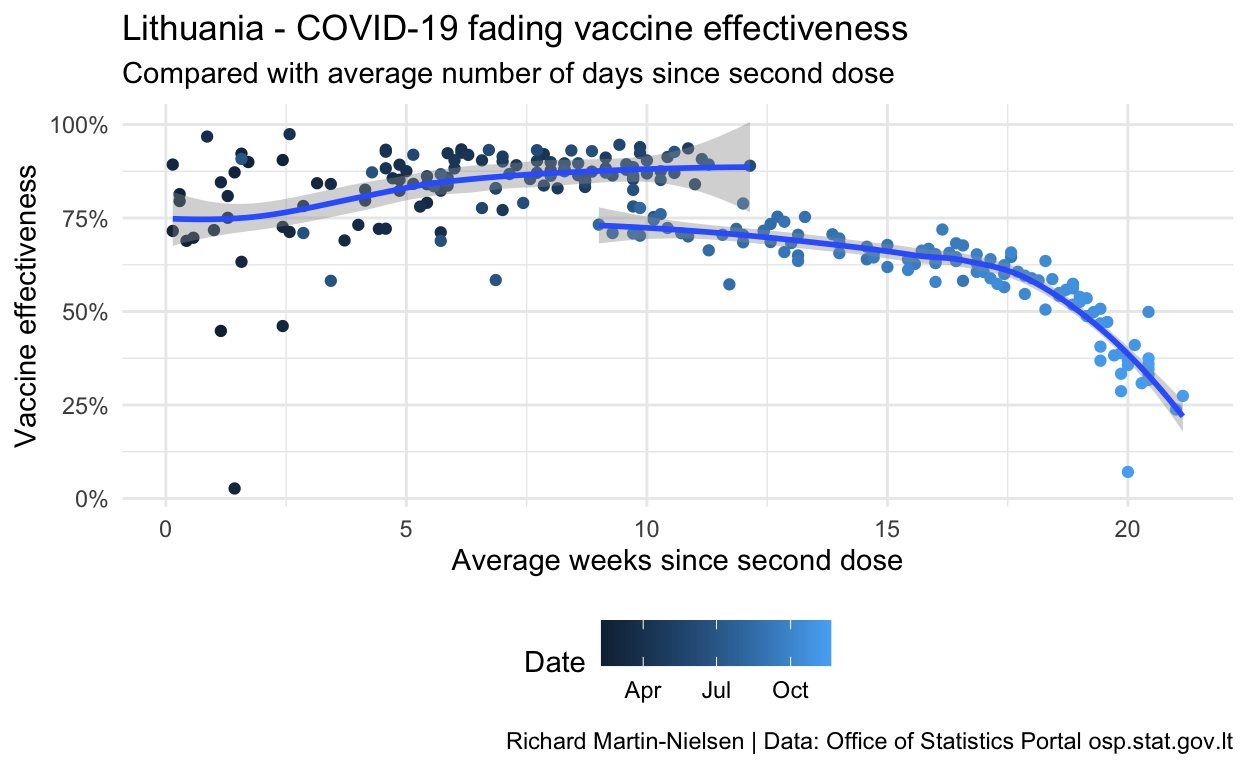 Lithuania - COVID-19 fading vaccine effectiveness
Compared with average number of days since second dose
Vaccine effectiveness
100%
75%
50%
25%
0%
0 5 10 15 20
Average weeks since second dose
Date
Apr Jul Oct
Richard Martin-Nielsen | Data: Office of Statistics Portal osp.stat.gov.lt